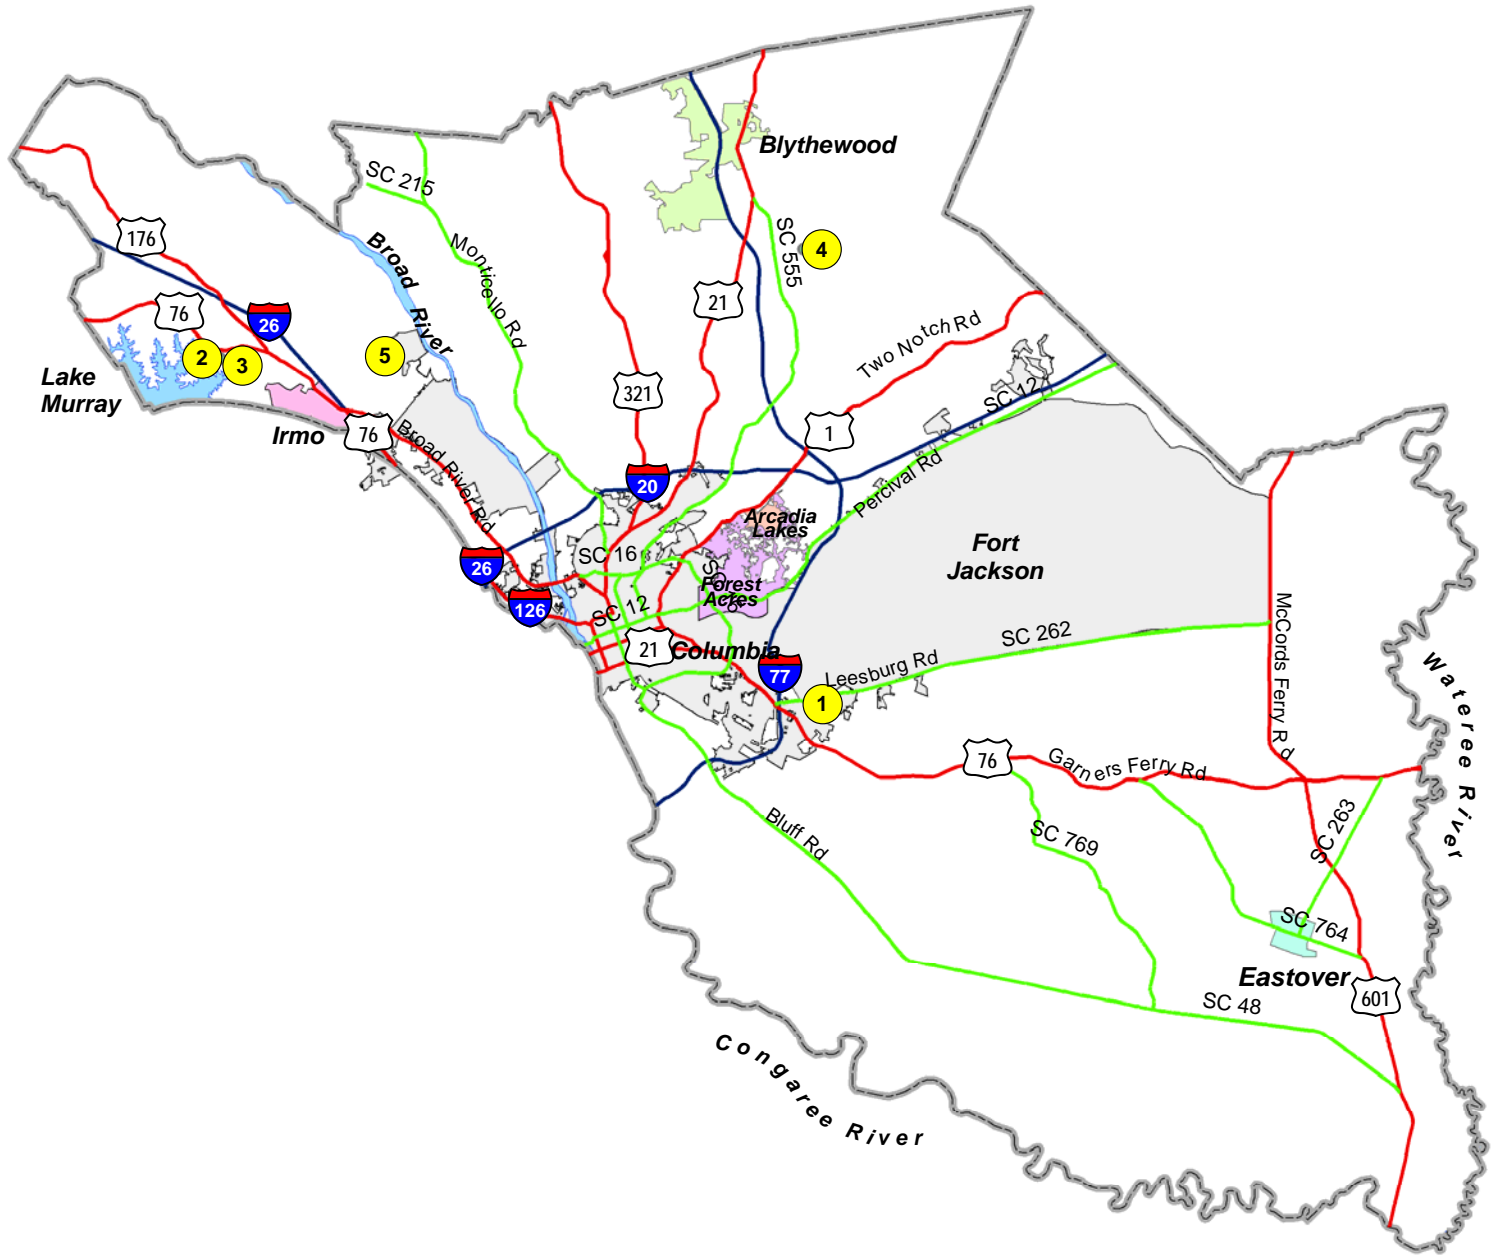 Blythewood
SC 215
176
Broad
River
Monticello Rd
SC 555
4
76
26
21
2
3
5
Two Notch Rd
Lake
Murray
321
SC 12
1
Irmo
76
Broad River Rd
20
Percival Rd
Arcadia
Lakes
Fort
Jackson
SC 16
26
Forest
Acres
126
SC 12
McCords Ferry Rd
SC 262
21
Columbia
77
Leesburg Rd
1
Wateree River
76
Garners Ferry Rd
Bluff Rd
SC 769
SC 263
SC 764
Eastover
601
SC 48
Congaree River